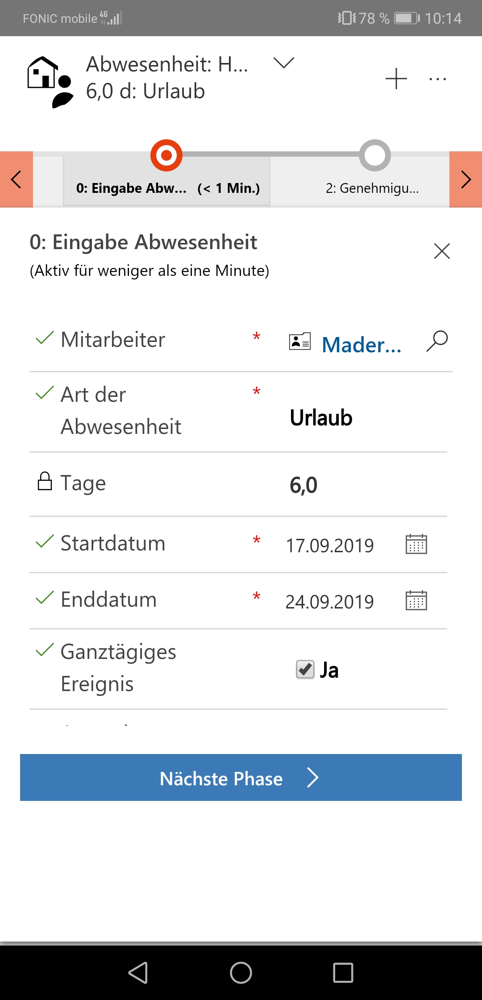 FONIC mobile 4G 78 % 10:14
Abwesenheit: H...
6,0 d: Urlaub
0: Eingabe Abw... (< 1 Min.) 2: Genehmigu...
0: Eingabe Abwesenheit
(Aktiv für weniger als eine Minute)
Mitarbeiter * Mader...
Art der *
Abwesenheit Urlaub
Tage 6,0
Startdatum * 17.09.2019
Enddatum * 24.09.2019
Ganztägiges
Ereignis Ja
Nächste Phase